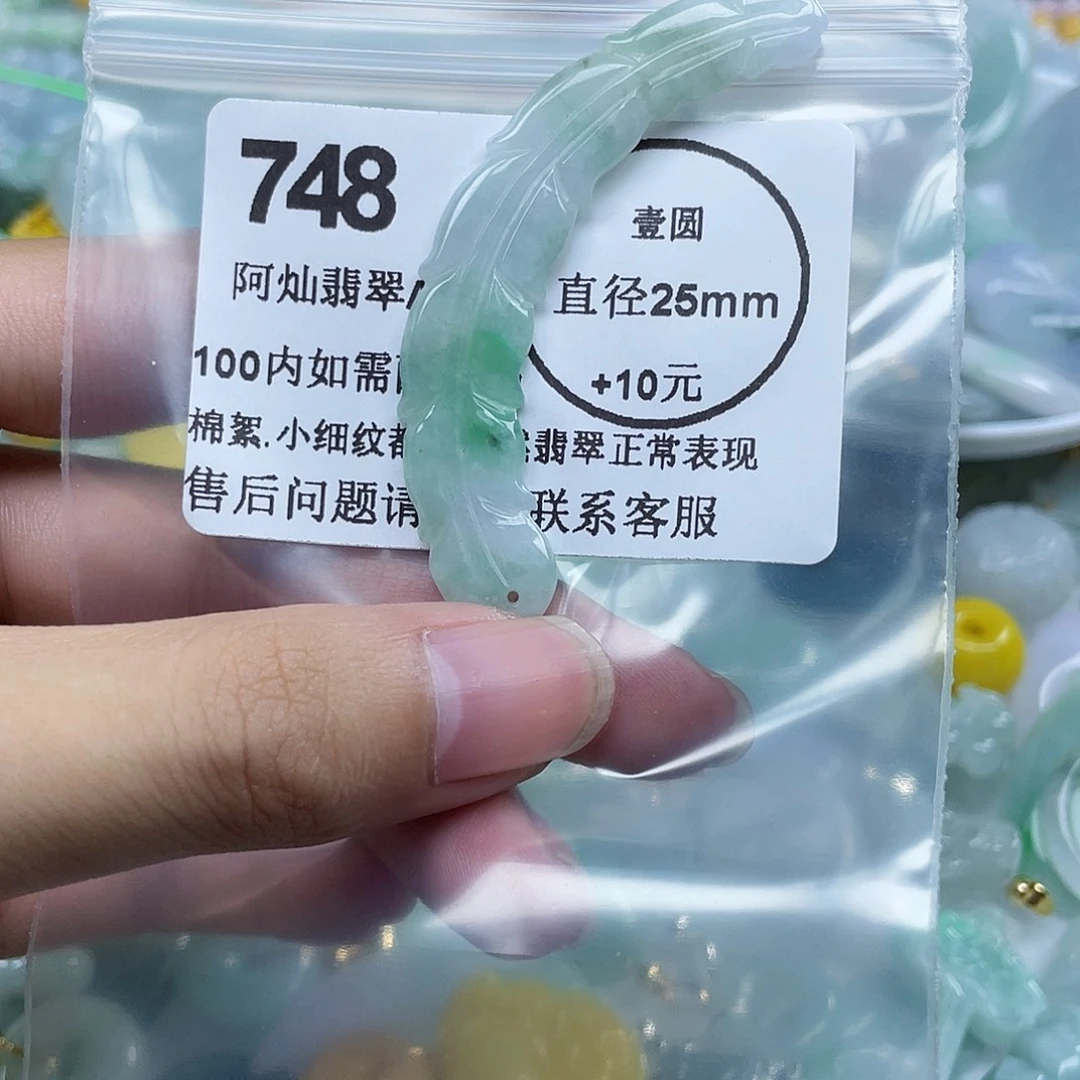 748
阿灿翡翠
100内如需
棉絮.小细纹 翡翠正常表现
售后问题请 联系客服
壹圆
直径25mm
+10元